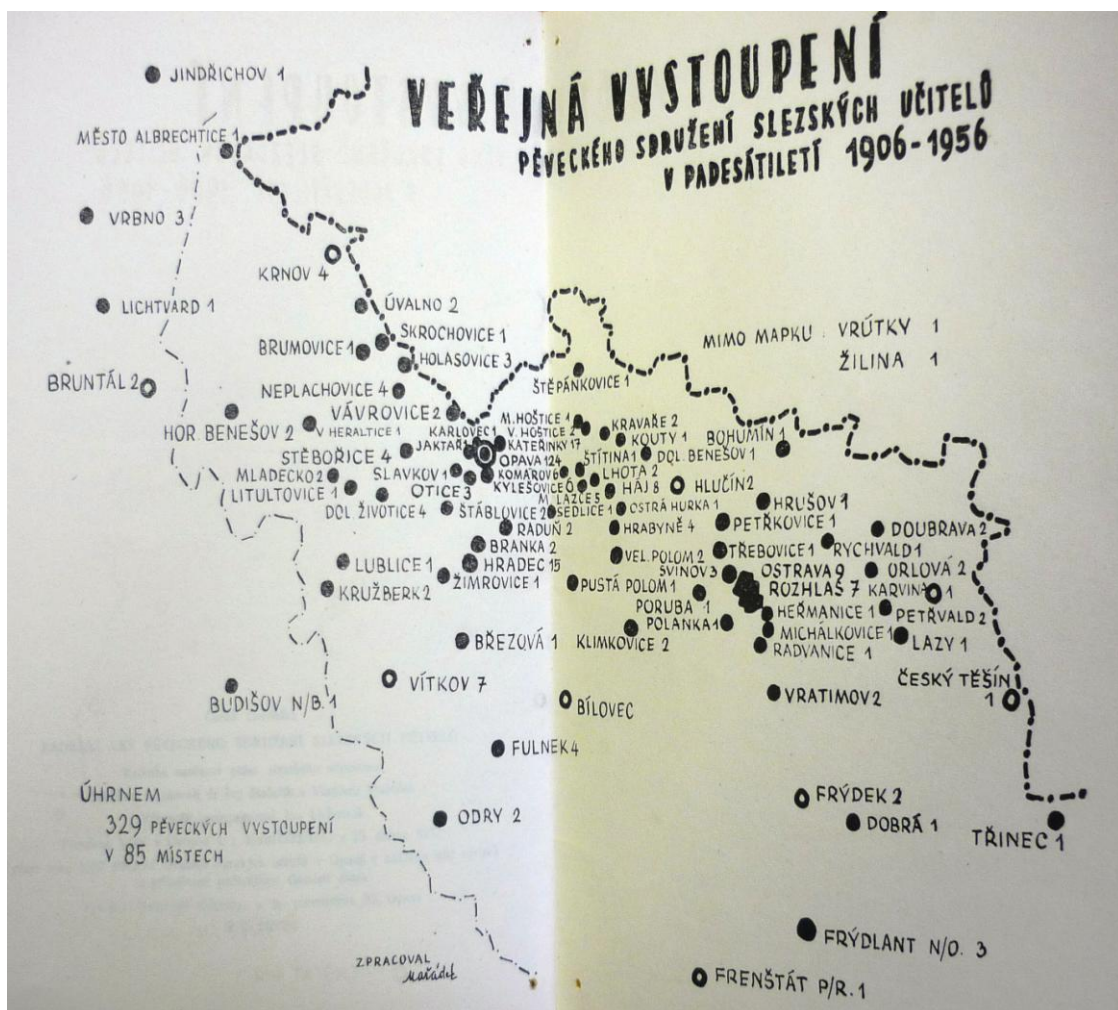 VEŘEJNÁ VYSTOUPENÍ
PĚVECKÉHO SDRUŽENÍ SLEZSKÝCH UČITELŮ
V PADESÁTILETÍ 1906-1956
JINDŘICHOV 1
MĚSTO ALBRECHTICE 1
VRBNO 3
KRNOV 4
LICHTVARD 1
ÚVALNO 2
MIMO MAPKU: VRÚTKY 1
ŽILINA 1
SKROCHOVICE 1
BRUMOVICE 1
HOLASOVICE 3
BRUNTÁL 2
NEPLACHOVICE 4
ŠTĚPÁNKOVICE 1
VÁVROVICE 2
HOR. BENEŠOV 2
V HERALTICE 1
KARLOVEC 1
M. HOŠTICE 1
V. HOŠTICE 2
KRAVAŘE 2
KOUTY 1
BOHUMÍN 1
JAKTAŘ 1
KATEŘINKY 17
STĚBOŘICE 4
OPAVA 124
ŠTÍTINA 1
DOL. BENEŠOV 1
MLADECKO 2
SLAVKOV 1
KOMÁROV 6
LHOTA 2
LITULTOVICE 1
OTICE 3
KYLEŠOVICE 6
HÁJ 8
HLUČÍN 2
M. LAZCE 5
DOL. ŽIVOTICE 4
ŠTÁBLOVICE 2
SEDLICE 1
OSTRÁ HŮRKA 1
HRUŠOV 1
RADUŇ 2
HRABYNĚ 4
PETŘKOVICE 1
DOUBRAVA 2
BRANKA 2
VEL. POLOM 2
TŘEBOVICE 1
RYCHVALD 1
LUBLICE 1
HRADEC 15
SVINOV 3
OSTRAVA 9
ORLOVÁ 2
KRUŽBERK 2
ŽIMROVICE 1
PUSTÁ POLOM 1
ROZHLAS 7
KARVINÁ 1
PORUBA 1
HEŘMANICE 1
PETŘVALD 2
POLANKA 1
MICHÁLKOVICE 1
LAZY 1
BŘEZOVÁ 1
KLIMKOVICE 2
RADVANICE 1
VÍTKOV 7
ČESKÝ TĚŠÍN
1
BUDIŠOV N/B. 1
BÍLOVEC
VRATIMOV 2
FULNEK 4
ÚHRNEM
329 PĚVECKÝCH VYSTOUPENÍ
V 85 MÍSTECH
ODRY 2
FRÝDEK 2
DOBRÁ 1
TŘINEC 1
FRÝDLANT N/O. 3
ZPRACOVAL
FRENŠTÁT P/R. 1